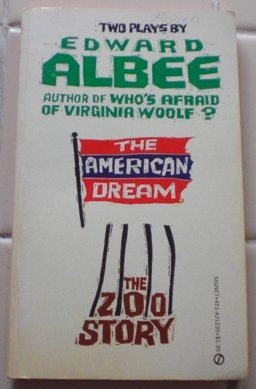 TWO PLAYS BY
EDWARD
ALBEE
AUTHOR OF WHO'S AFRAID
OF VIRGINIA WOOLF?
THE
AMERICAN
DREAM
THE
ZOO
STORY